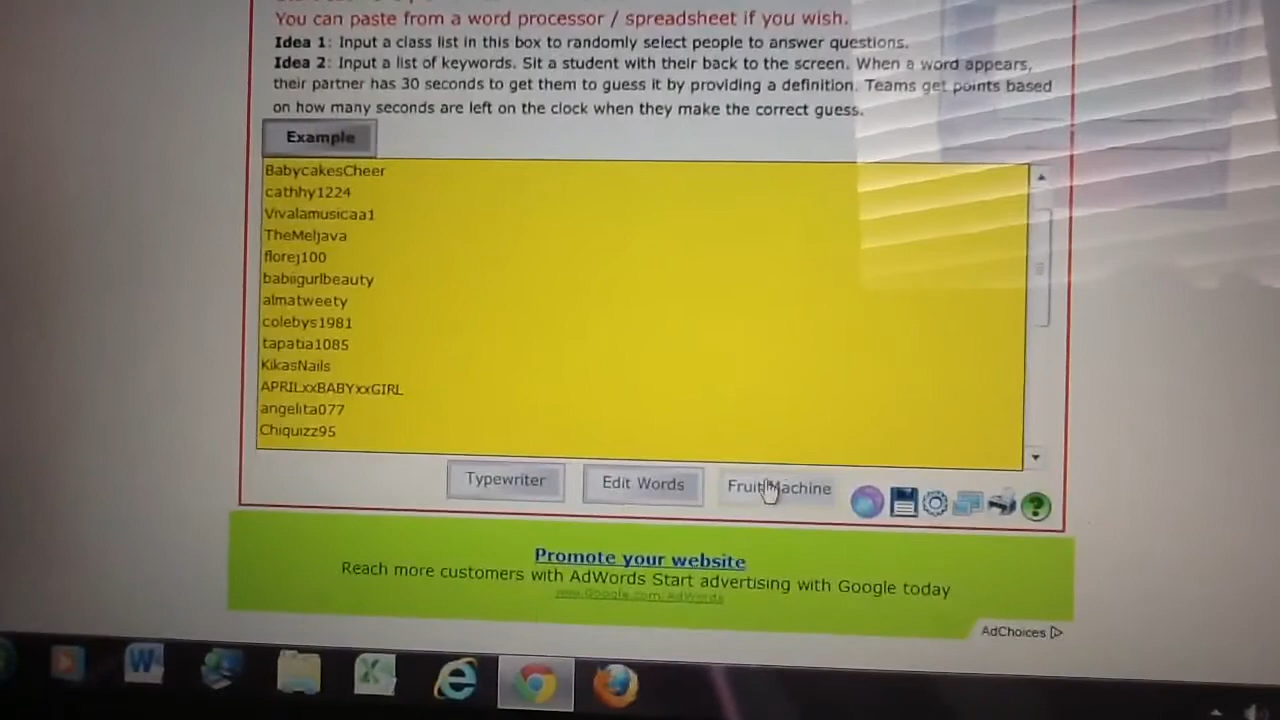 You can paste from a word processor / spreadsheet if you wish.
Idea 1: Input a class list in this box to randomly select people to answer questions.
Idea 2: Input a list of keywords. Sit a student with their back to the screen. When a word appears,
their partner has 30 seconds to get them to guess it by providing a definition. Teams get points based
on how many seconds are left on the clock when they make the correct guess.
Example
BabycakesCheer
cathhy1224
Vivalamusicaa1
TheMelJava
florej100
babiigurlbeauty
almatweety
colebys1981
tapatia1085
KikasNails
APRILxxBABYxxGIRL
angelita077
Chiquizz95
Typewriter
Edit Words
Fruit Machine
Promote your website
Reach more customers with AdWords Start advertising with Google today
www.Google.com/AdWords
AdChoices